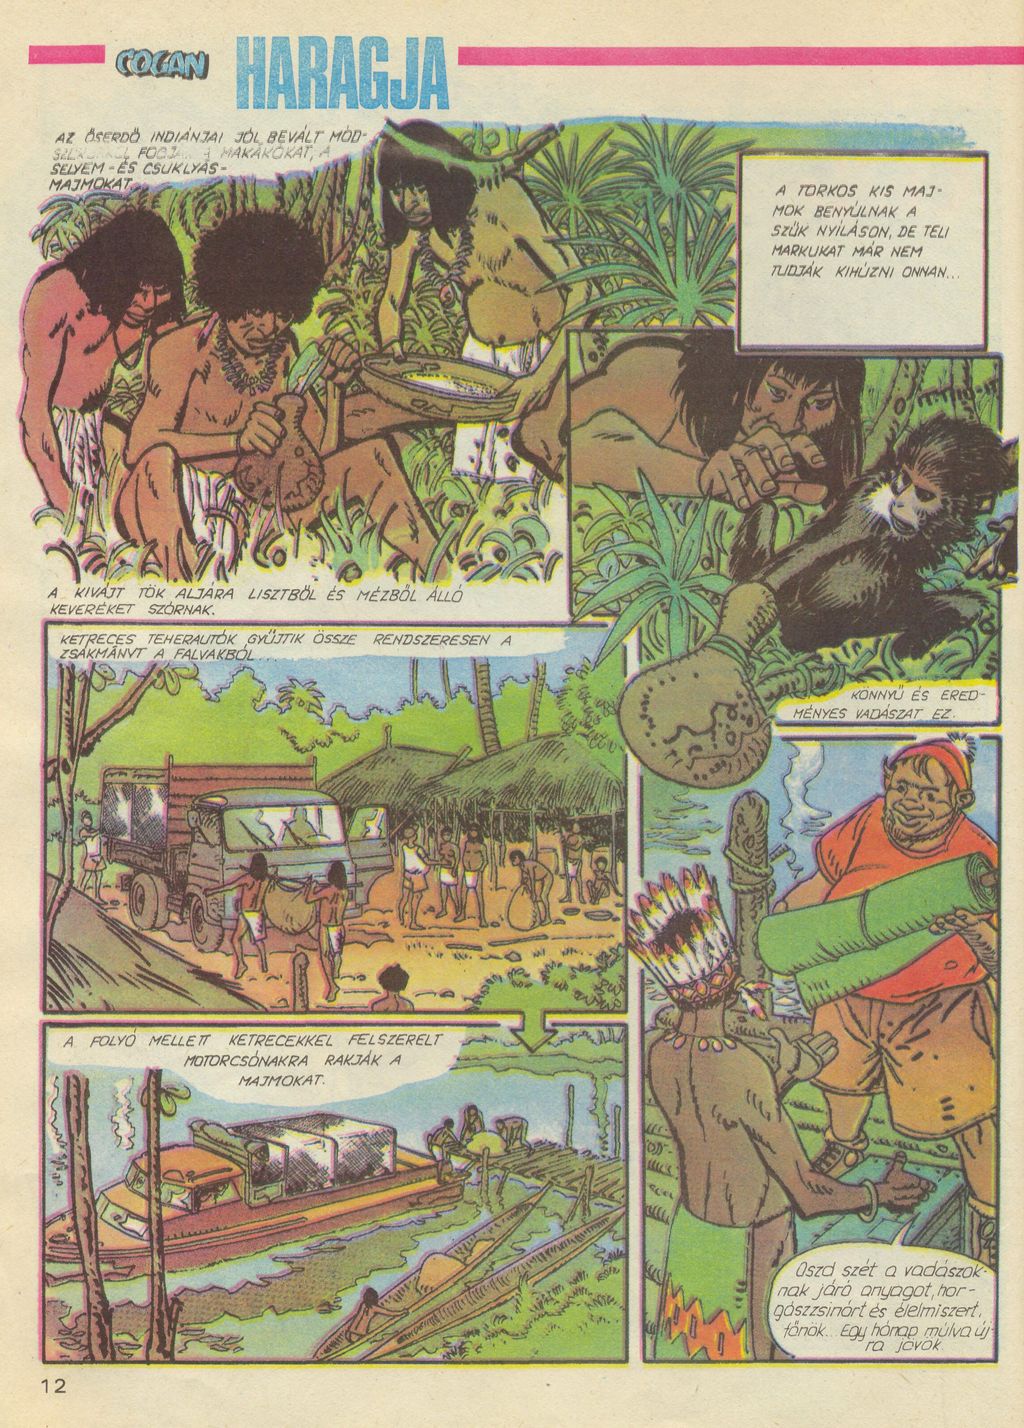 COGAN HARAGJA
AZ ŐSERDŐ INDIÁNJAI JÓL BEVÁLT MÓD-
MAKÁKÓKAT, A
SELYEM- ÉS CSUKLYÁS-
MAJMOKAT.
A TORKOS KIS MAJ-
MOK BENYÚLNAK A
SZŰK NYÍLÁSON, DE TELI
MARKUKAT MÁR NEM
TUDJÁK KIHÚZNI ONNAN...
A KIVÁJT TÖK ALJÁRA LISZTBŐL ÉS MÉZBŐL ÁLLÓ
KEVERÉKET SZÓRNAK.
KÖNNYŰ ÉS ERED-
MÉNYES VADÁSZAT EZ.
KETRECES TEHERAUTÓK GYŰJTIK ÖSSZE RENDSZERESEN A
ZSÁKMÁNYT A FALVAKBÓL...
A FOLYÓ MELLETT KETRECEKKEL FELSZERELT
MOTORCSÓNAKRA RAKJÁK A
MAJMOKAT.
Oszd szét a vadászok-
nak járó anyagot, hor-
gászzsinórt és élelmiszert,
főnök... Egy hónap múlva új-
ra jövök.
12